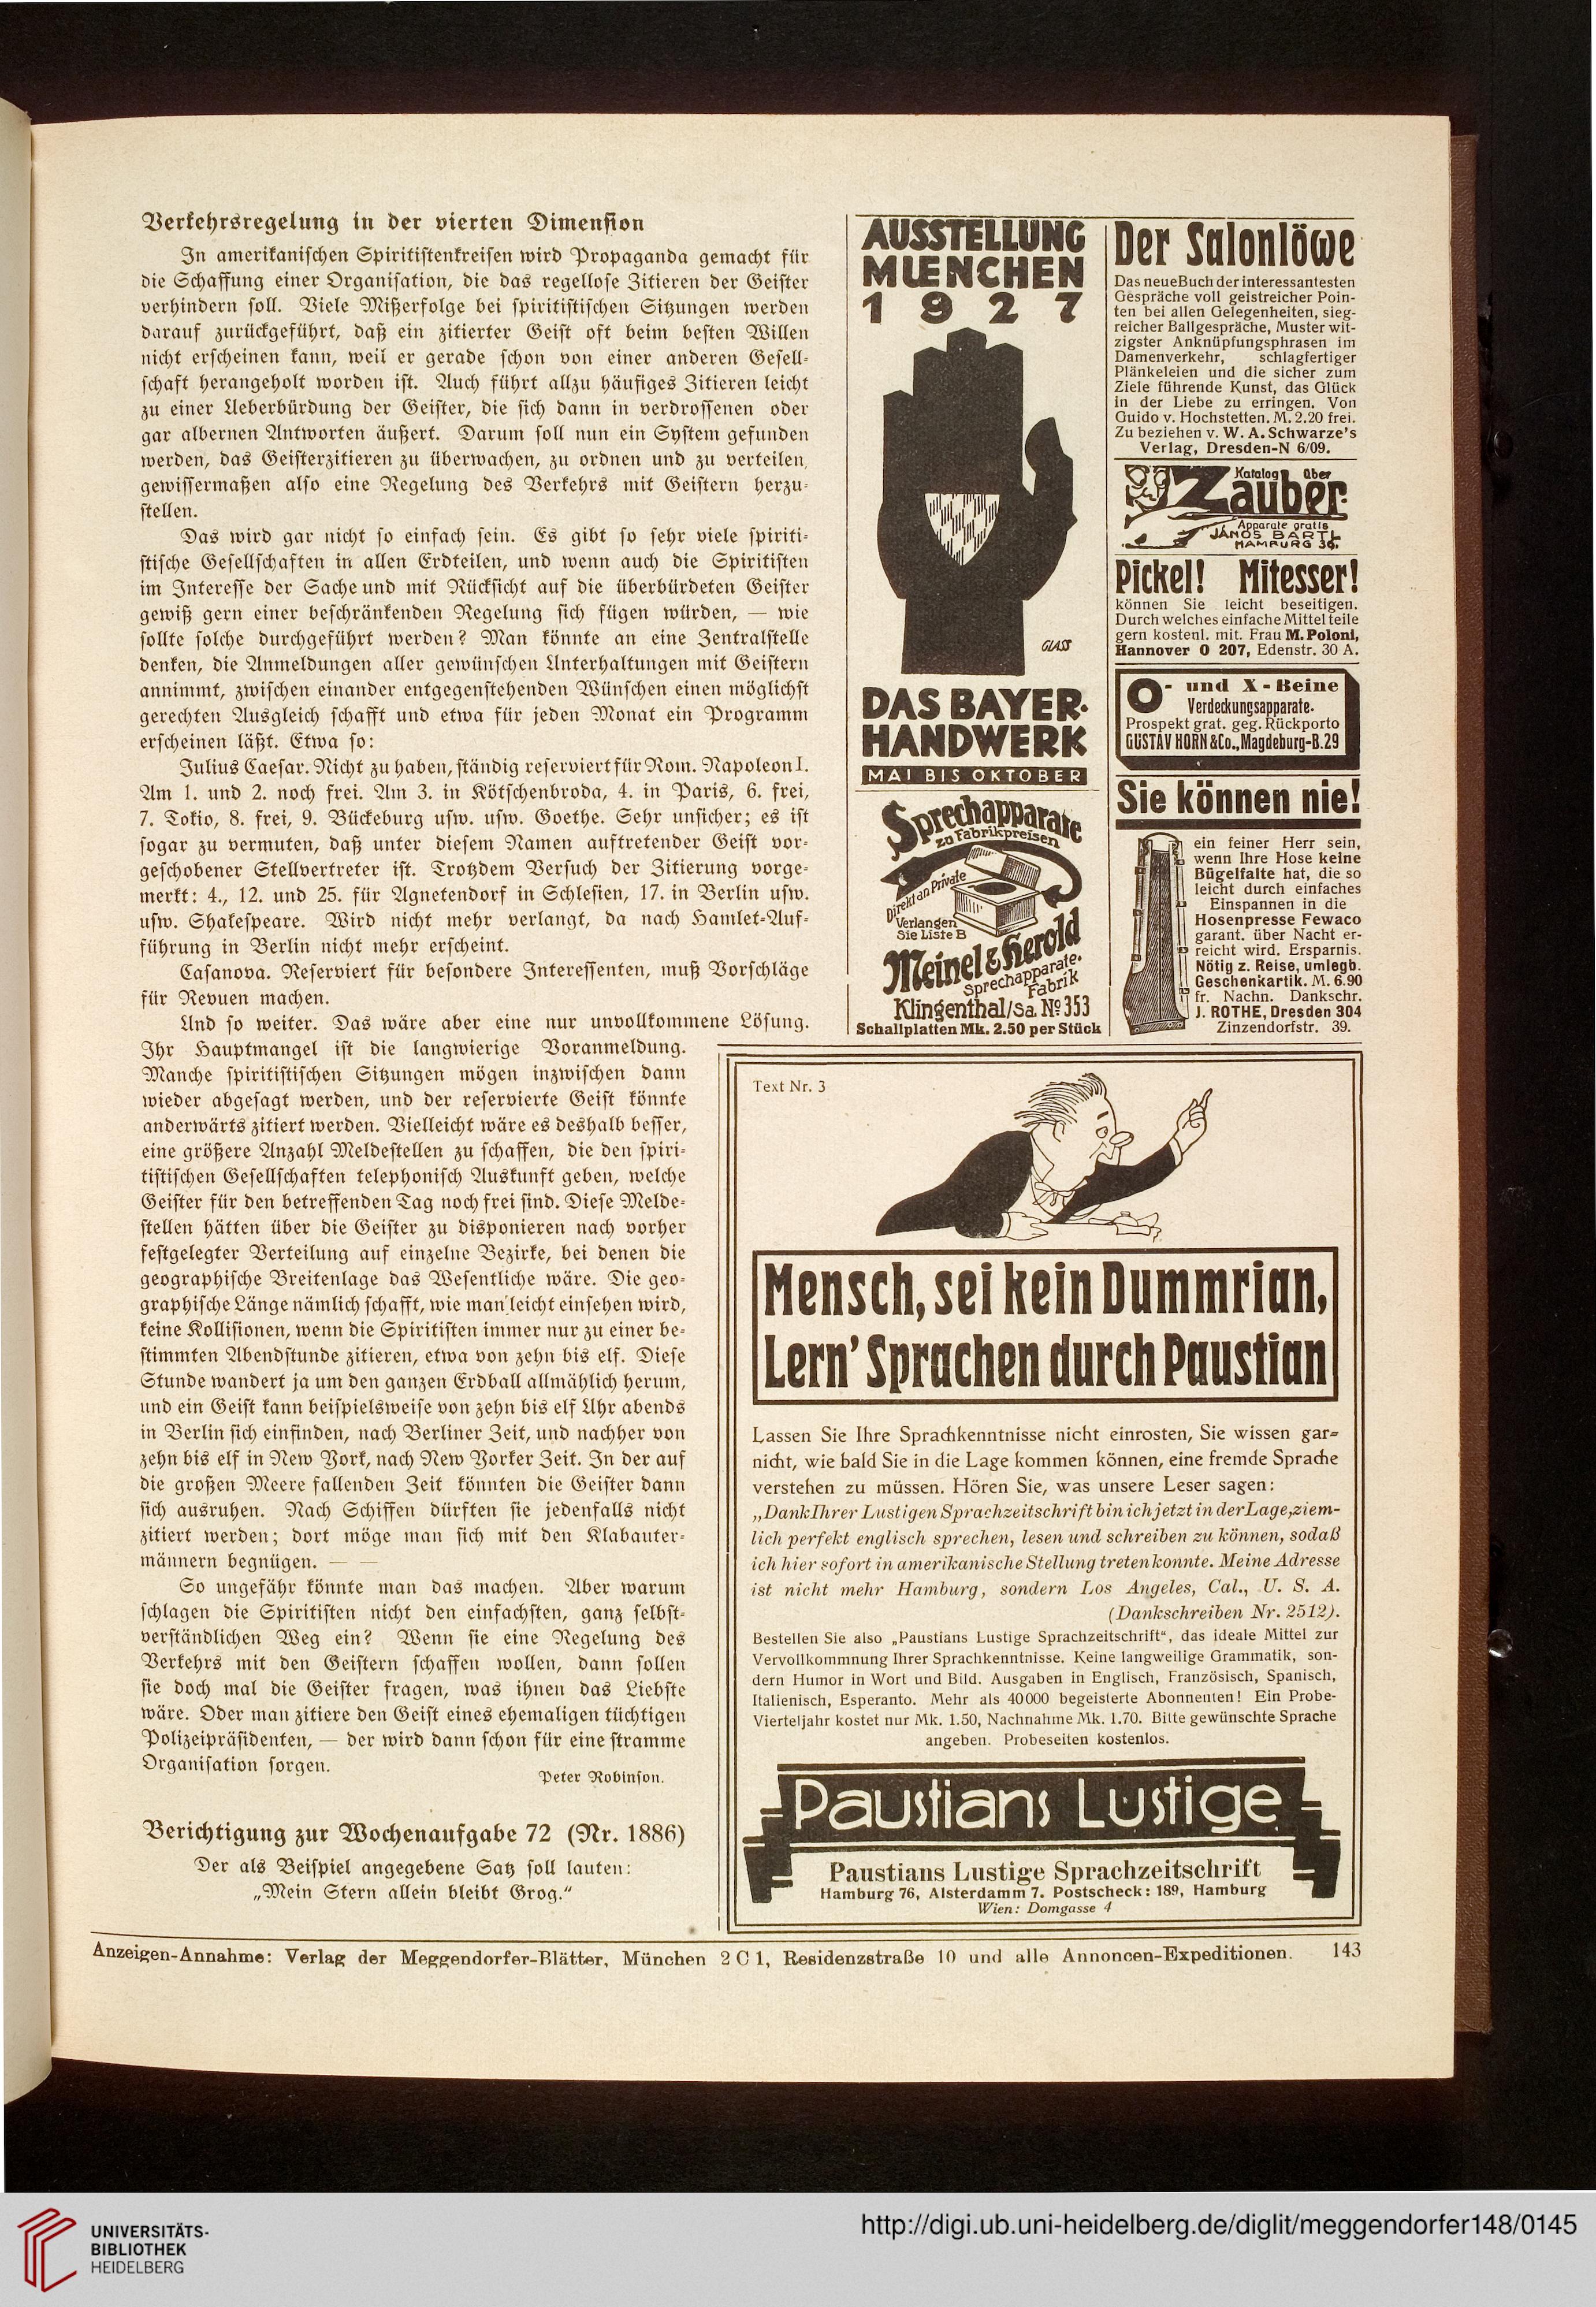 Verkehrsregelung in der vierten Dimension
In amerikanischen Spiritistenkreisen wird Propaganda gemacht für
die Schaffung einer Organisation, die das regellose Zitieren der Geister
verhindern soll. Viele Mißerfolge bei spiritistischen Sitzungen werden
darauf zurückgeführt, daß ein zitierter Geist oft beim besten Willen
nicht erscheinen kann, weil er gerade schon von einer anderen Gesell-
schaft herangeholt worden ist. Auch führt allzu häufiges Zitieren leicht
zu einer Ueberbürdung der Geister, die sich dann in verdrossenen oder
gar albernen Antworten äußert. Darum soll nun ein System gefunden
werden, das Geisterzitieren zu überwachen, zu ordnen und zu verteilen,
gewissermaßen also eine Regelung des Verkehrs mit Geistern herzu-
stellen.
Das wird gar nicht so einfach sein. Es gibt so sehr viele spiriti-
stische Gesellschaften in allen Erdteilen, und wenn auch die Spiritisten
im Interesse der Sache und mit Rücksicht auf die überbürdeten Geister
gewiß gern einer beschränkenden Regelung sich fügen würden, — wie
sollte solche durchgeführt werden? Man könnte an eine Zentralstelle
denken, die Anmeldungen aller gewünschen Unterhaltungen mit Geistern
annimmt, zwischen einander entgegenstehenden Wünschen einen möglichst
gerechten Ausgleich schafft und etwa für jeden Monat ein Programm
erscheinen läßt. Etwa so:
Julius Caesar. Nicht zu haben, ständig reserviert für Rom. Napoleon I.
Am 1. und 2. noch frei. Am 3. in Kötschenbroda, 4. in Paris, 6. frei,
7. Tokio, 8. frei, 9. Bückeburg usw. usw. Goethe. Sehr unsicher; es ist
sogar zu vermuten, daß unter diesem Namen auftretender Geist vor-
geschobener Stellvertreter ist. Trotzdem Versuch der Zitierung vorge-
merkt: 4., 12. und 25. für Agnetendorf in Schlesien, 17. in Berlin usw.
usw. Shakespeare. Wird nicht mehr verlangt, da nach Hamlet-Auf-
führung in Berlin nicht mehr erscheint.
Casanova. Reserviert für besondere Interessenten, muß Vorschläge
für Revuen machen.
Und so weiter. Das wäre aber eine nur unvollkommene Lösung.
Ihr Hauptmangel ist die langwierige Voranmeldung.
Manche spiritistischen Sitzungen mögen inzwischen dann
wieder abgesagt werden, und der reservierte Geist könnte
anderwärts zitiert werden. Vielleicht wäre es deshalb besser,
eine größere Anzahl Meldestellen zu schaffen, die den spiri-
tistischen Gesellschaften telephonisch Auskunft geben, welche
Geister für den betreffenden Tag noch frei sind. Diese Melde-
stellen hätten über die Geister zu disponieren nach vorher
festgelegter Verteilung auf einzelne Bezirke, bei denen die
geographische Breitenlage das Wesentliche wäre. Die geo-
graphische Länge nämlich schafft, wie man leicht einsehen wird,
keine Kollisionen, wenn die Spiritisten immer nur zu einer be-
stimmten Abendstunde zitieren, etwa von zehn bis elf. Diese
Stunde wandert ja um den ganzen Erdball allmählich herum,
und ein Geist kann beispielsweise von zehn bis elf Uhr abends
in Berlin sich einfinden, nach Berliner Zeit, und nachher von
zehn bis elf in New York, nach New Yorker Zeit. In der auf
die großen Meere fallenden Zeit könnten die Geister dann
sich ausruhen. Nach Schiffen dürften sie jedenfalls nicht
zitiert werden; dort möge man sich mit den Klabauter-
männern begnügen. — —
So ungefähr könnte man das machen. Aber warum
schlagen die Spiritisten nicht den einfachsten, ganz selbst-
verständlichen Weg ein? Wenn sie eine Regelung des
Verkehrs mit den Geistern schaffen wollen, dann sollen
sie doch mal die Geister fragen, was ihnen das Liebste
wäre. Oder man zitiere den Geist eines ehemaligen tüchtigen
Polizeipräsidenten, — der wird dann schon für eine stramme
Organisation sorgen.
Peter Robinson.
Berichtigung zur Wochenaufgabe 72 (Nr. 1886)
Der als Beispiel angegebene Satz soll lauten:
„Mein Stern allein bleibt Grog.“
AUSSTELLUNG
MUENCHEN
1927
GLASS
DAS BAYER-
HANDWERK
MAI BIS OKTOBER
Sprechapparate
zu Fabrikpreisen
Direkt an Private
Verlangen
Sie Liste B
Meinel & Herold
Sprechapparate-
Fabrik
Klingenthal/Sa. No 353
Schallplatten Mk. 2.50 per Stück
Der Salonlöwe
Das neue Buch der interessantesten
Gespräche voll geistreicher Poin-
ten bei allen Gelegenheiten, sieg-
reicher Ballgespräche, Muster wit-
zigster Anknüpfungsphrasen im
Damenverkehr, schlagfertiger
Plänkeleien und die sicher zum
Ziele führende Kunst, das Glück
in der Liebe zu erringen. Von
Guido v. Hochstetten. M. 2.20 frei.
Zu beziehen v. W. A. Schwarze's
Verlag, Dresden-N 6/09.
Katalog über
Zauber-
Apparate gratis
JANOS BARTL
HAMBURG 36.
Pickel! Mitesser!
können Sie leicht beseitigen.
Durch welches einfache Mittel teile
gern kostenl. mit. Frau M. Poloni,
Hannover O 207, Edenstr. 30 A.
O- und X-Beine
Verdeckungsapparate.
Prospekt grat. geg. Rückporto
GUSTAV HORN & Co., Magdeburg-B. 29
Sie können nie!
ein feiner Herr sein,
wenn Ihre Hose keine
Bügelfalte hat, die so
leicht durch einfaches
Einspannen in die
Hosenpresse Fewaco
garant. über Nacht er-
reicht wird. Ersparnis.
Nötig z. Reise, umlegb.
Geschenkartik. M. 6.90
fr. Nachn. Dankschr.
J. ROTHE, Dresden 304
Zinzendorfstr. 39.
Text Nr. 3
Mensch, sei kein Dummrian,
Lern' Sprachen durch Paustian
Lassen Sie Ihre Sprachkenntnisse nicht einrosten, Sie wissen gar-
nicht, wie bald Sie in die Lage kommen können, eine fremde Sprache
verstehen zu müssen. Hören Sie, was unsere Leser sagen:
„Dank Ihrer Lustigen Sprachzeitschrift bin ich jetzt in der Lage, ziem-
lich perfekt englisch sprechen, lesen und schreiben zu können, sodaß
ich hier sofort in amerikanische Stellung treten konnte. Meine Adresse
ist nicht mehr Hamburg, sondern Los Angeles, Cal., U. S. A.
(Dankschreiben Nr. 2512).
Bestellen Sie also „Paustians Lustige Sprachzeitschrift“, das ideale Mittel zur
Vervollkommnung Ihrer Sprachkenntnisse. Keine langweilige Grammatik, son-
dern Humor in Wort und Bild. Ausgaben in Englisch, Französisch, Spanisch,
Italienisch, Esperanto. Mehr als 40000 begeisterte Abonnenten! Ein Probe-
Vierteljahr kostet nur Mk. 1.50, Nachnahme Mk. 1.70. Bitte gewünschte Sprache
angeben. Probeseiten kostenlos.
Paustians Lustige
Paustians Lustige Sprachzeitschrift
Hamburg 76, Alsterdamm 7. Postscheck: 189, Hamburg
Wien: Domgasse 4
Anzeigen-Annahme: Verlag der Meggendorfer-Blätter, München 2 C 1, Residenzstraße 10 und alle Annoncen-Expeditionen. 143
UNIVERSITÄTS-
BIBLIOTHEK
HEIDELBERG
http://digi.ub.uni-heidelberg.de/diglit/meggendorfer148/0145